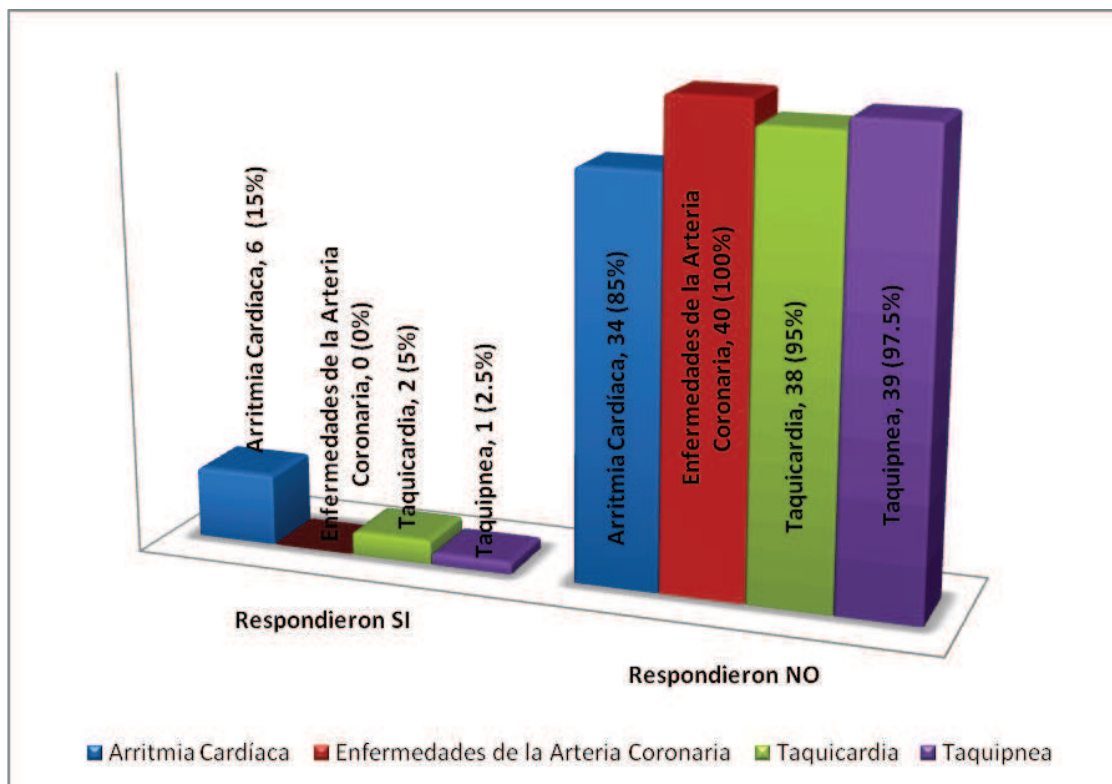 Arritmia Cardíaca, 6  (15%)
Enfermedades de la Arteria
Coronaria, 0 (0%)
Taquicardia, 2 (5%)
Taquipnea, 1 (2.5%)
Arritmia Cardíaca, 34 (85%)
Enfermedades de la Arteria
Coronaria, 40 (100%)
Taquicardia, 38 (95%)
Taquipnea, 39 (97.5%)
Respondieron SI
Respondieron NO
Arritmia Cardíaca
Enfermedades de la Arteria Coronaria
Taquicardia
Taquipnea